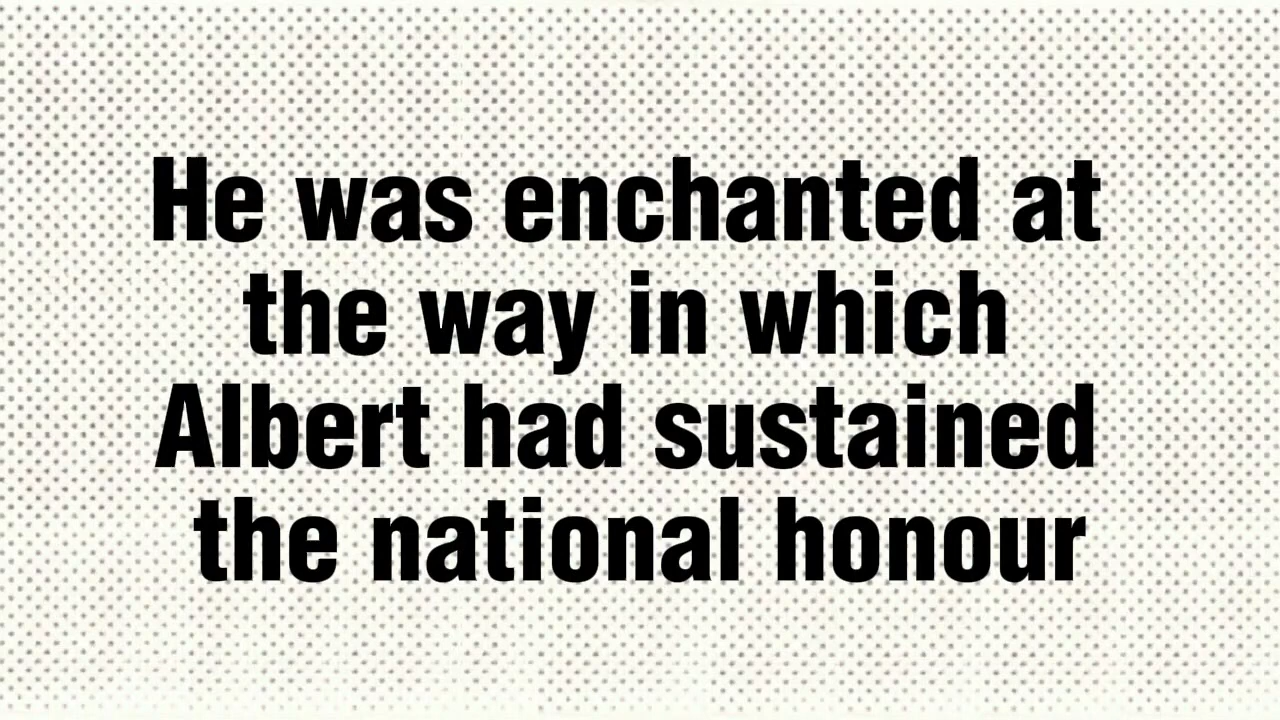 He was enchanted at
the way in which
Albert had sustained
the national honour